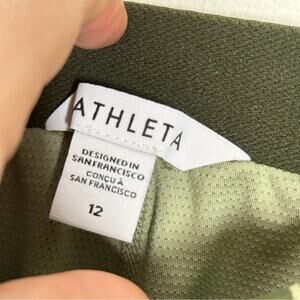 ATHLETA
DESIGNED IN
SAN FRANCISCO
CONÇU À
SAN FRANCISCO
12